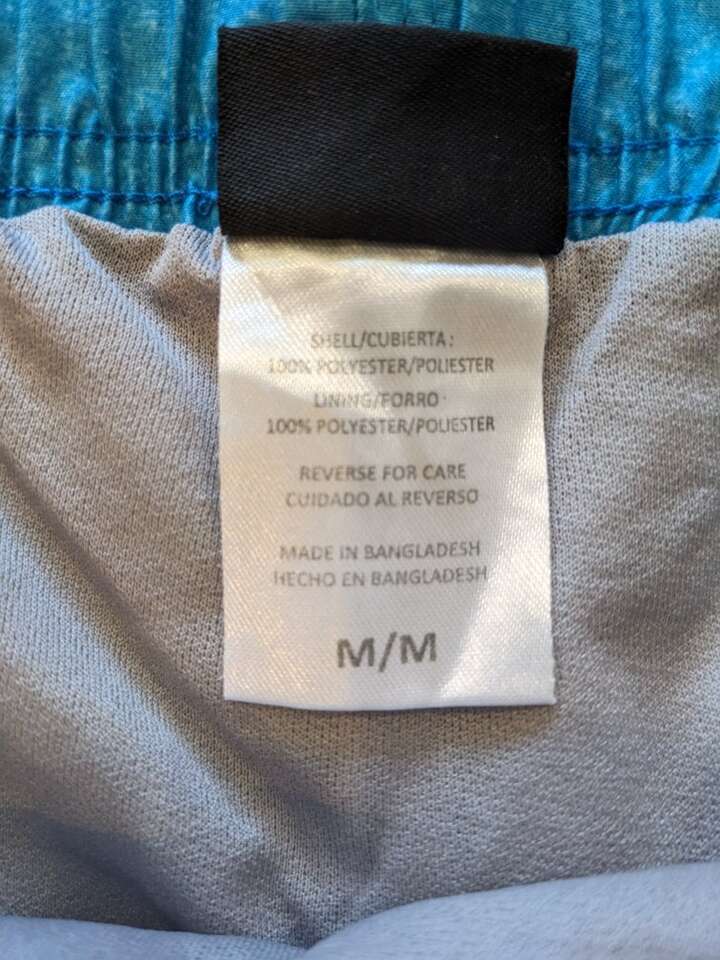 SHELL/CUBIERTA:
100% POLYESTER/POLIESTER
LINING/FORRO:
100% POLYESTER/POLIESTER
REVERSE FOR CARE
CUIDADO AL REVERSO
MADE IN BANGLADESH
HECHO EN BANGLADESH
M/M